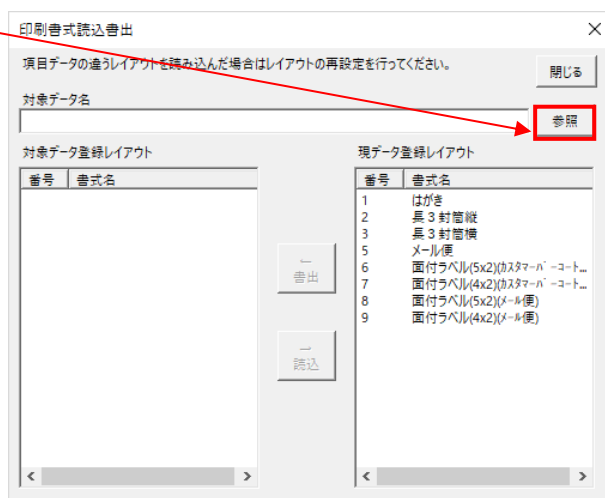 印刷書式読込書出
項目データの違うレイアウトを読み込んだ場合はレイアウトの再設定を行ってください。
閉じる
対象データ名
参照
対象データ登録レイアウト
現データ登録レイアウト
番号 書式名
番号 書式名
1 はがき
2 長３封筒縦
3 長３封筒横
5 メール便
6 面付ラベル(5x2)(ｶｽﾀﾏｰﾊﾞｰｺｰﾄ...
7 面付ラベル(4x2)(ｶｽﾀﾏｰﾊﾞｰｺｰﾄ...
8 面付ラベル(5x2)(ﾒｰﾙ便)
9 面付ラベル(4x2)(ﾒｰﾙ便)
←
書出
→
読込